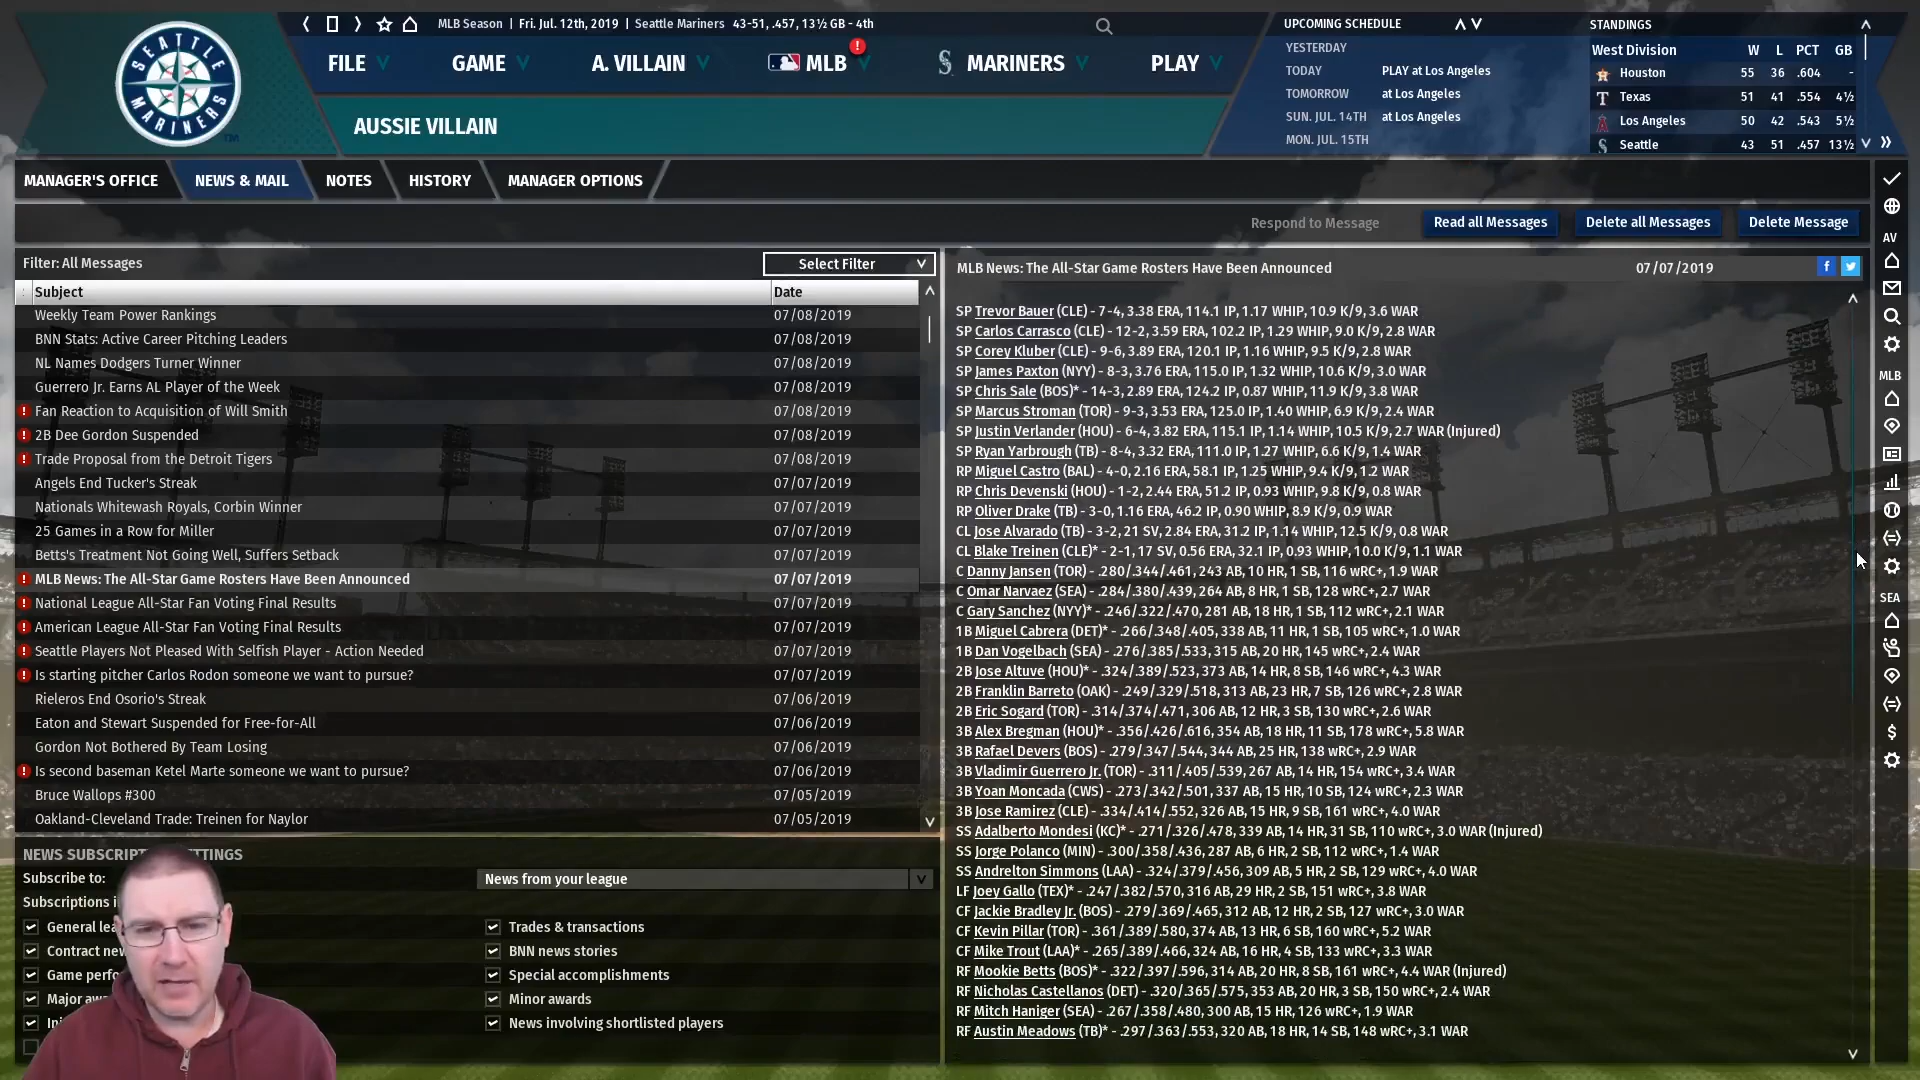 SEATTLE
MARINERS
TM
MLB Season | Fri. Jul. 12th, 2019 | Seattle Mariners 43-51, .457, 13½ GB - 4th
FILE
GAME
A. VILLAIN
MLB
MARINERS
PLAY
AUSSIE VILLAIN
UPCOMING SCHEDULE
YESTERDAY
TODAY PLAY at Los Angeles
TOMORROW at Los Angeles
SUN. JUL. 14TH at Los Angeles
MON. JUL. 15TH
STANDINGS
West Division W L PCT GB
Houston 55 36 .604 -
Texas 51 41 .554 4½
Los Angeles 50 42 .543 5½
Seattle 43 51 .457 13½
MANAGER'S OFFICE
NEWS & MAIL
NOTES
HISTORY
MANAGER OPTIONS
Respond to Message
Read all Messages
Delete all Messages
Delete Message
Filter: All Messages
Select Filter
Subject Date
Weekly Team Power Rankings 07/08/2019
BNN Stats: Active Career Pitching Leaders 07/08/2019
NL Names Dodgers Turner Winner 07/08/2019
Guerrero Jr. Earns AL Player of the Week 07/08/2019
Fan Reaction to Acquisition of Will Smith 07/08/2019
2B Dee Gordon Suspended 07/08/2019
Trade Proposal from the Detroit Tigers 07/08/2019
Angels End Tucker's Streak 07/08/2019
Nationals Whitewash Royals, Corbin Winner 07/08/2019
25 Games in a Row for Miller 07/08/2019
Betts's Treatment Not Going Well, Suffers Setback 07/07/2019
MLB News: The All-Star Game Rosters Have Been Announced 07/07/2019
National League All-Star Fan Voting Final Results 07/07/2019
American League All-Star Fan Voting Final Results 07/07/2019
Seattle Players Not Pleased With Selfish Player - Action Needed 07/07/2019
Is starting pitcher Carlos Rodon someone we want to pursue? 07/07/2019
Rieleros End Osorio's Streak 07/06/2019
Eaton and Stewart Suspended for Free-for-All 07/06/2019
Gordon Not Bothered By Team Losing 07/06/2019
Is second baseman Ketel Marte someone we want to pursue? 07/06/2019
Bruce Wallops #300 07/05/2019
Oakland-Cleveland Trade: Treinen for Naylor 07/05/2019
MLB News: The All-Star Game Rosters Have Been Announced 07/07/2019
SP Trevor Bauer (CLE) - 7-4, 3.38 ERA, 114.1 IP, 1.17 WHIP, 10.9 K/9, 3.6 WAR
SP Carlos Carrasco (CLE) - 12-2, 3.59 ERA, 102.2 IP, 1.29 WHIP, 9.0 K/9, 2.8 WAR
SP Corey Kluber (CLE) - 9-6, 3.89 ERA, 120.1 IP, 1.16 WHIP, 9.5 K/9, 2.8 WAR
SP James Paxton (NYY) - 8-3, 3.76 ERA, 115.0 IP, 1.32 WHIP, 10.6 K/9, 3.0 WAR
SP Chris Sale (BOS)* - 14-3, 2.89 ERA, 124.2 IP, 0.87 WHIP, 11.9 K/9, 3.8 WAR
SP Marcus Stroman (TOR) - 9-3, 3.53 ERA, 125.0 IP, 1.40 WHIP, 6.9 K/9, 2.4 WAR
SP Justin Verlander (HOU) - 6-4, 3.82 ERA, 115.1 IP, 1.14 WHIP, 10.5 K/9, 2.7 WAR (Injured)
SP Ryan Yarbrough (TB) - 8-4, 3.32 ERA, 111.0 IP, 1.27 WHIP, 6.6 K/9, 1.4 WAR
RP Miguel Castro (BAL) - 4-0, 2.16 ERA, 58.1 IP, 1.25 WHIP, 9.4 K/9, 1.2 WAR
RP Chris Devenski (HOU) - 1-2, 2.44 ERA, 51.2 IP, 0.93 WHIP, 9.8 K/9, 0.8 WAR
RP Oliver Drake (TB) - 3-0, 1.16 ERA, 46.2 IP, 0.90 WHIP, 8.9 K/9, 0.9 WAR
CL Jose Alvarado (TB) - 3-2, 21 SV, 2.84 ERA, 31.2 IP, 1.14 WHIP, 12.5 K/9, 0.8 WAR
CL Blake Treinen (CLE)* - 2-1, 17 SV, 0.56 ERA, 32.1 IP, 0.93 WHIP, 10.0 K/9, 1.1 WAR
C Danny Jansen (TOR) - .280/.344/.461, 243 AB, 10 HR, 1 SB, 116 wRC+, 1.9 WAR
C Omar Narvaez (SEA) - .284/.380/.439, 264 AB, 8 HR, 1 SB, 128 wRC+, 2.7 WAR
C Gary Sanchez (NYY)* - .246/.322/.470, 281 AB, 18 HR, 1 SB, 112 wRC+, 2.1 WAR
1B Miguel Cabrera (DET)* - .266/.348/.405, 338 AB, 11 HR, 1 SB, 105 wRC+, 1.0 WAR
1B Dan Vogelbach (SEA) - .276/.385/.533, 315 AB, 20 HR, 145 wRC+, 2.4 WAR
2B Jose Altuve (HOU)* - .324/.389/.523, 373 AB, 14 HR, 8 SB, 146 wRC+, 4.3 WAR
2B Franklin Barreto (OAK) - .249/.329/.518, 313 AB, 23 HR, 7 SB, 126 wRC+, 2.8 WAR
2B Eric Sogard (TOR) - .314/.374/.471, 306 AB, 12 HR, 3 SB, 130 wRC+, 2.6 WAR
3B Alex Bregman (HOU)* - .356/.426/.616, 354 AB, 18 HR, 11 SB, 178 wRC+, 5.8 WAR
3B Rafael Devers (BOS) - .279/.347/.544, 344 AB, 25 HR, 138 wRC+, 2.9 WAR
3B Vladimir Guerrero Jr. (TOR) - .311/.405/.539, 267 AB, 14 HR, 154 wRC+, 3.4 WAR
3B Yoan Moncada (CWS) - .273/.342/.501, 337 AB, 15 HR, 10 SB, 124 wRC+, 2.3 WAR
3B Jose Ramirez (CLE) - .334/.414/.552, 326 AB, 15 HR, 9 SB, 161 wRC+, 4.0 WAR
SS Adalberto Mondesi (KC)* - .271/.326/.478, 339 AB, 14 HR, 31 SB, 110 wRC+, 3.0 WAR (Injured)
SS Jorge Polanco (MIN) - .300/.358/.436, 287 AB, 6 HR, 2 SB, 112 wRC+, 1.4 WAR
SS Andrelton Simmons (LAA) - .324/.379/.456, 309 AB, 5 HR, 2 SB, 129 wRC+, 4.0 WAR
LF Joey Gallo (TEX)* - .247/.382/.570, 316 AB, 29 HR, 2 SB, 151 wRC+, 3.8 WAR
CF Jackie Bradley Jr. (BOS) - .279/.369/.465, 312 AB, 12 HR, 2 SB, 127 wRC+, 3.0 WAR
CF Kevin Pillar (TOR) - .361/.389/.580, 374 AB, 13 HR, 6 SB, 160 wRC+, 5.2 WAR
CF Mike Trout (LAA)* - .265/.389/.466, 324 AB, 16 HR, 4 SB, 133 wRC+, 3.3 WAR
RF Mookie Betts (BOS)* - .322/.397/.596, 314 AB, 20 HR, 8 SB, 161 wRC+, 4.4 WAR (Injured)
RF Nicholas Castellanos (DET) - .320/.365/.575, 353 AB, 20 HR, 3 SB, 150 wRC+, 2.4 WAR
RF Mitch Haniger (SEA) - .267/.358/.480, 300 AB, 15 HR, 126 wRC+, 1.9 WAR
RF Austin Meadows (TB)* - .297/.363/.553, 320 AB, 18 HR, 14 SB, 148 wRC+, 3.1 WAR
AV
MLB
SEA
$
NEWS
Subscribe to:
News from your league
Subscriptions
General
Contract
Game
Major
Trades & transactions
BNN news stories
Special accomplishments
Minor awards
News involving shortlisted players